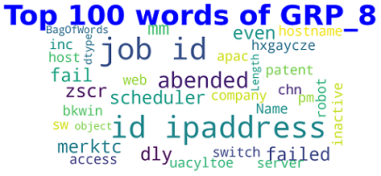 Top 100 words of GRP_8
BagOfWords mm even hostname
inc dtype job id hxgaycze
host apac
fail web abended Length patent
zscr scheduler company chn robot
bkwin Name pm inactive
sw object id ipaddress
merktc dly switch failed
access uacyltoe server